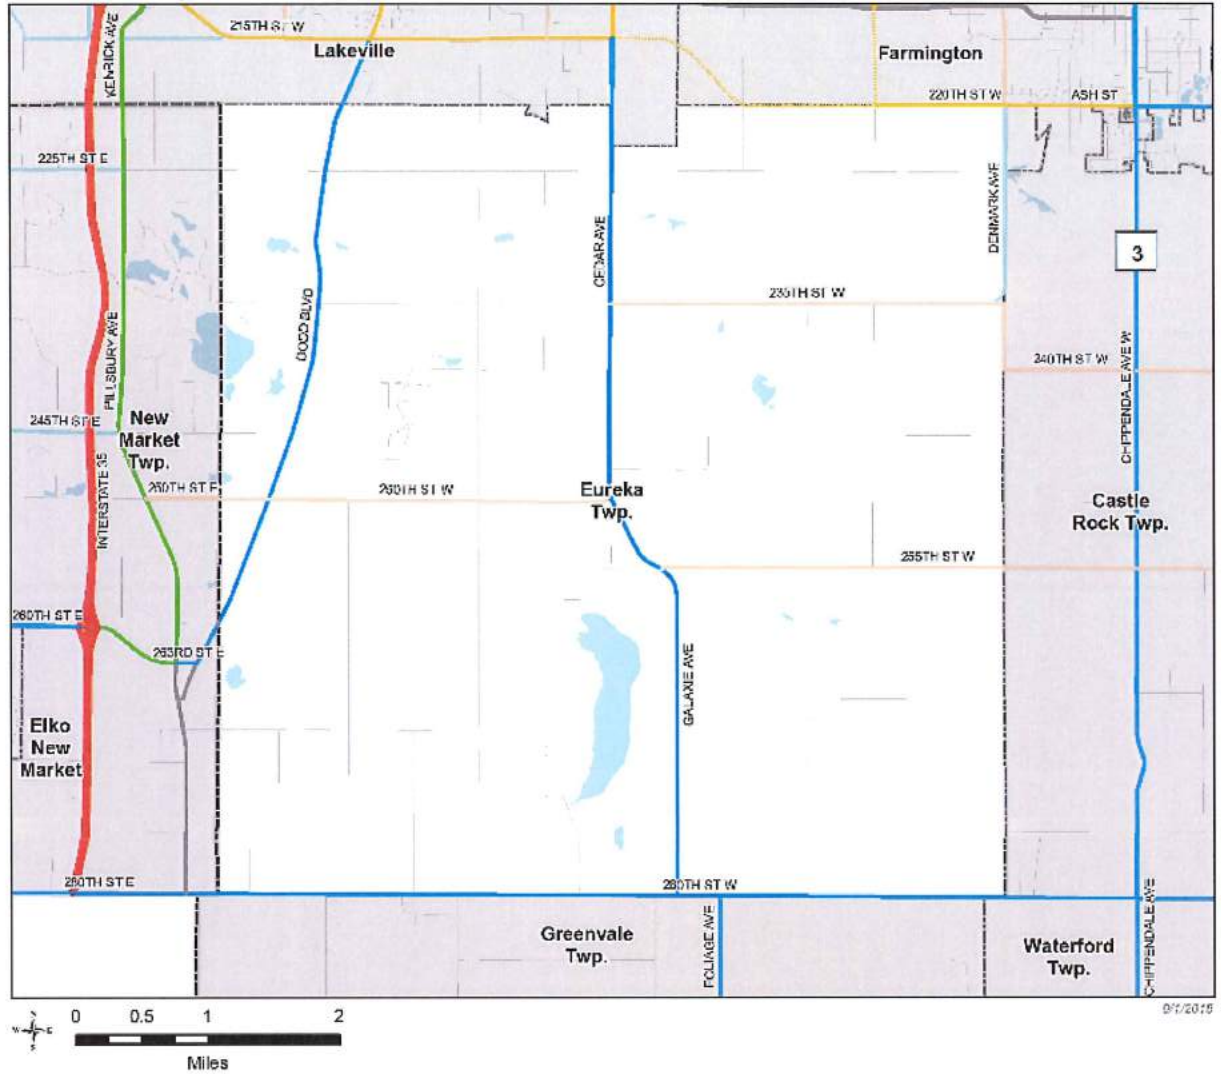 KENRICK AVE
215TH ST W
Lakeville
Farmington
220TH ST W
ASH ST
225TH ST E
DENMARK AVE
CEDAR AVE
3
DODD BLVD
235TH ST W
PILLSBURY AVE
240TH ST W
CHIPPENDALE AVE W
245TH ST E
New
Market
Twp.
INTERSTATE 35
250TH ST E
250TH ST W
Eureka
Twp.
Castle
Rock Twp.
255TH ST W
260TH ST E
263RD ST E
GALAXIE AVE
Elko
New
Market
280TH ST E
280TH ST W
Greenvale
Twp.
FOLIAGE AVE
Waterford
Twp.
CHIPPENDALE AVE
N
W
E
S
0 0.5 1 2
Miles